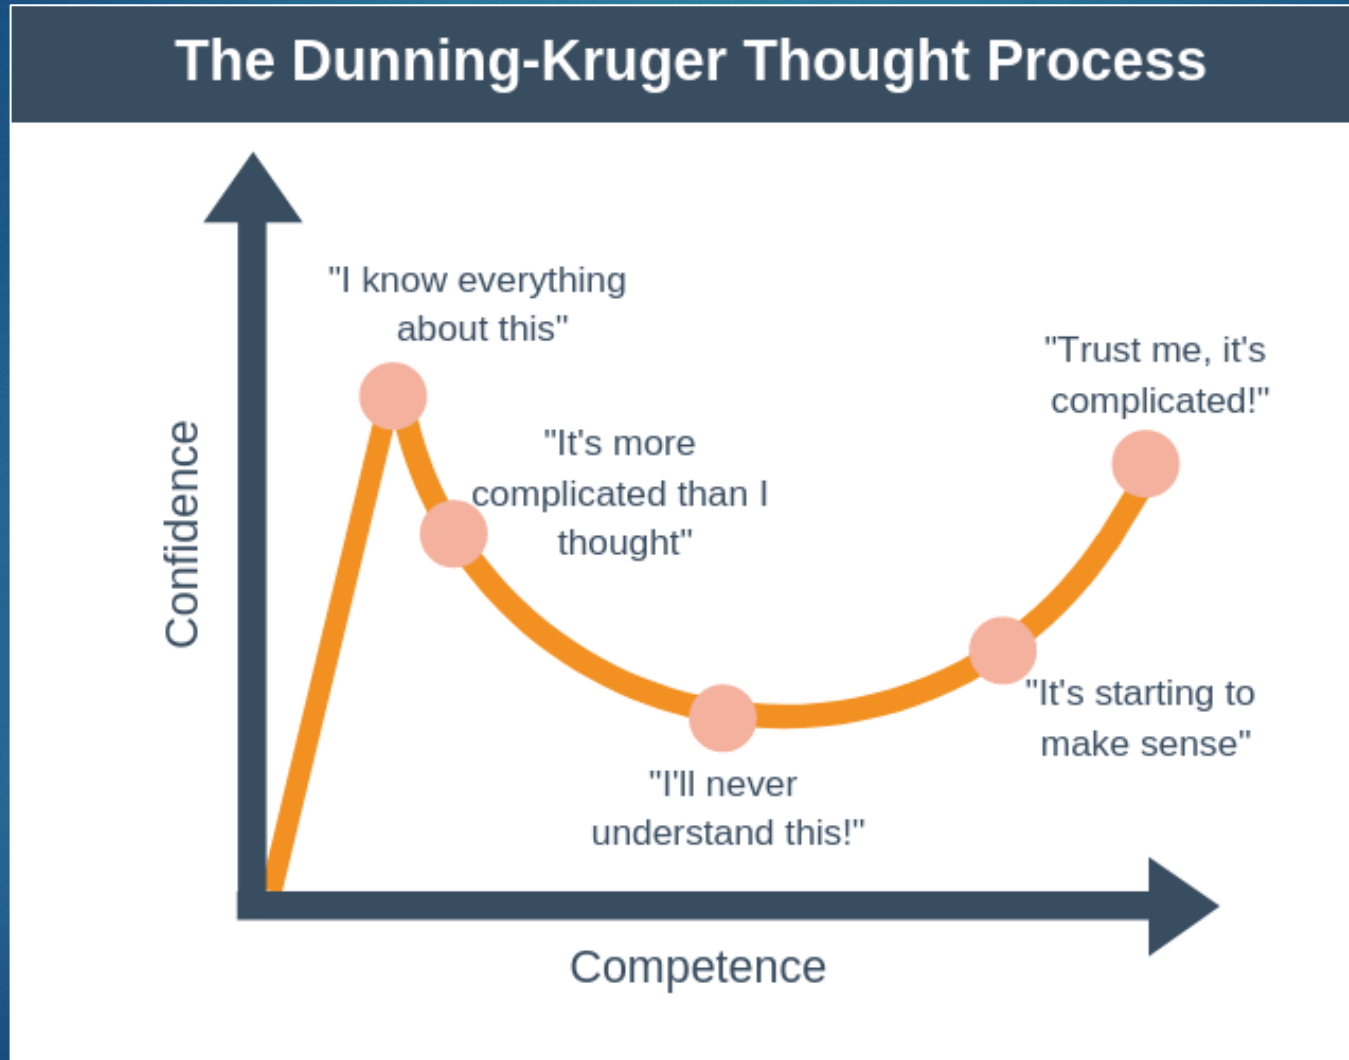 The Dunning-Kruger Thought Process
"I know everything
about this"
"Trust me, it's
complicated!"
"It's more
complicated than I
thought"
Confidence
"It's starting to
make sense"
"I'll never
understand this!"
Competence